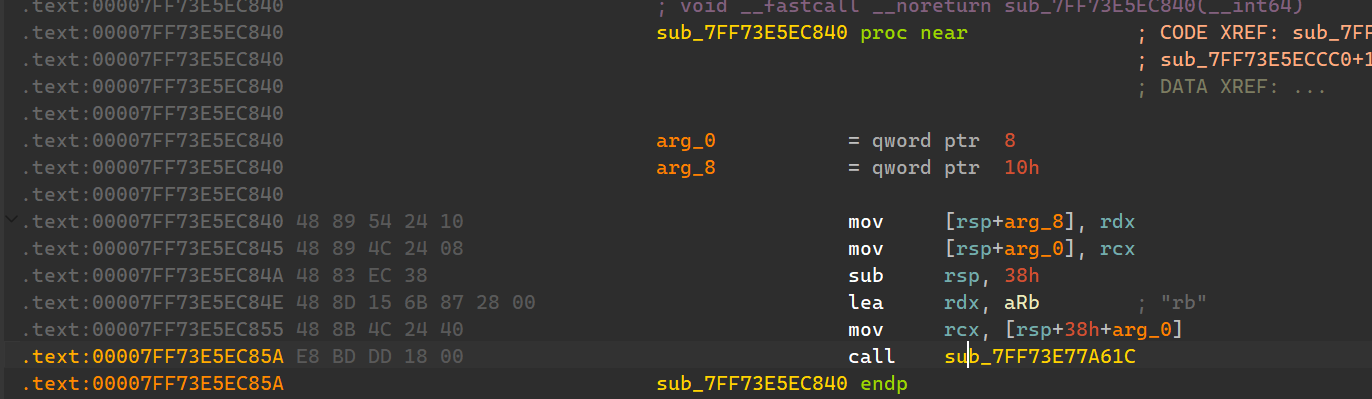 .text:00007FF73E5EC840 ; void __fastcall __noreturn sub_7FF73E5EC840(__int64)
.text:00007FF73E5EC840 sub_7FF73E5EC840 proc near ; CODE XREF: sub_7FF
.text:00007FF73E5EC840 ; sub_7FF73E5ECCC0+1
.text:00007FF73E5EC840 ; DATA XREF: ...
.text:00007FF73E5EC840
.text:00007FF73E5EC840 arg_0 = qword ptr 8
.text:00007FF73E5EC840 arg_8 = qword ptr 10h
.text:00007FF73E5EC840
.text:00007FF73E5EC840 48 89 54 24 10 mov [rsp+arg_8], rdx
.text:00007FF73E5EC845 48 89 4C 24 08 mov [rsp+arg_0], rcx
.text:00007FF73E5EC84A 48 83 EC 38 sub rsp, 38h
.text:00007FF73E5EC84E 48 8D 15 6B 87 28 00 lea rdx, aRb ; "rb"
.text:00007FF73E5EC855 48 8B 4C 24 40 mov rcx, [rsp+38h+arg_0]
.text:00007FF73E5EC85A E8 BD DD 18 00 call sub_7FF73E77A61C
.text:00007FF73E5EC85A sub_7FF73E5EC840 endp